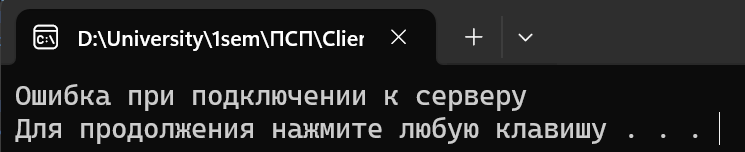 D:\University\1sem\ПСП\Clier
Ошибка при подключении к серверу
Для продолжения нажмите любую клавишу . . .